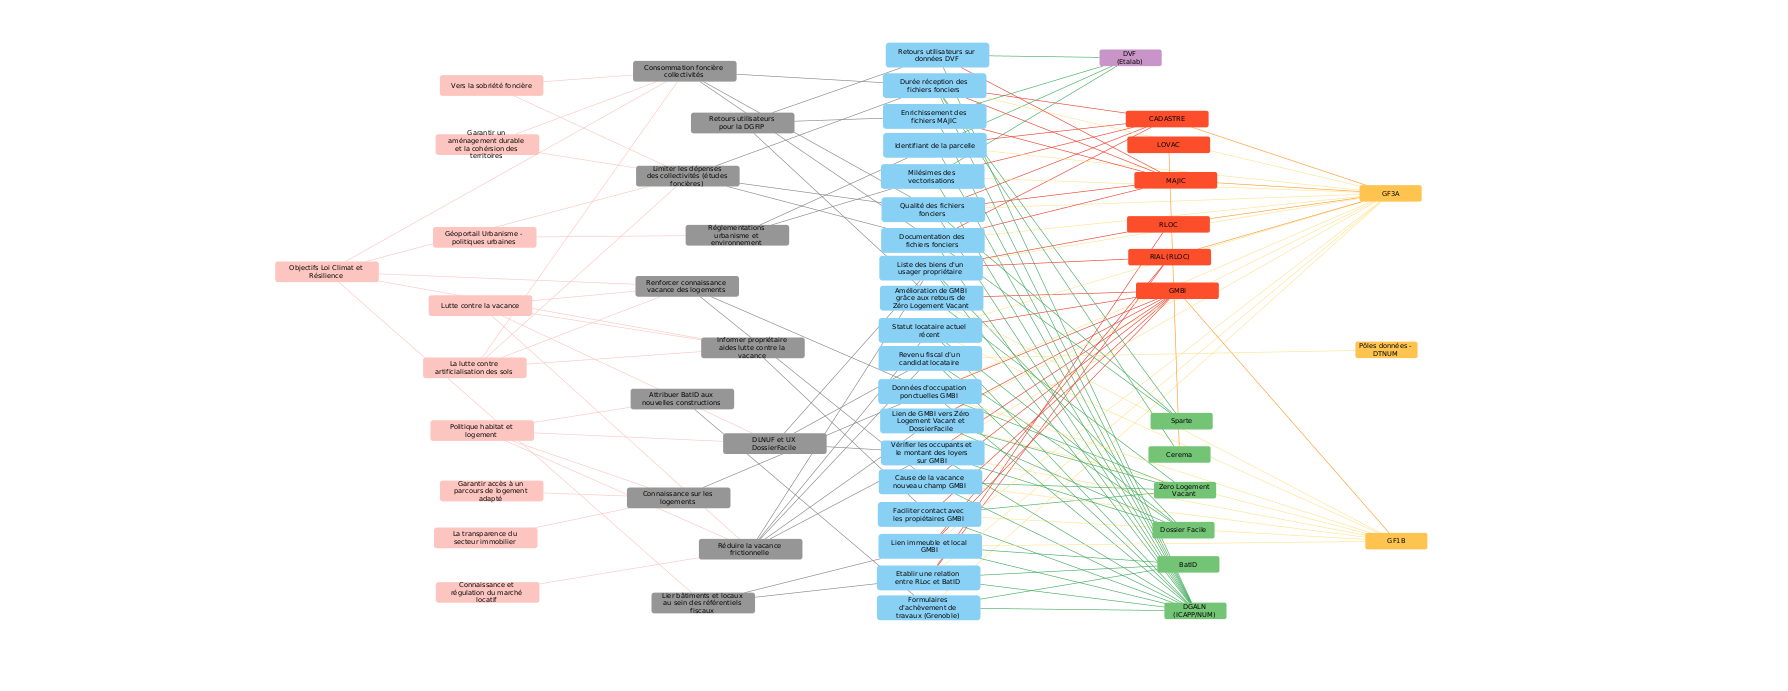 Objectifs Loi Climat et
Résilience
Vers la sobriété foncière
Garantir un
aménagement durable
et la cohérsion des
territoires
Géoportail Urbanisme -
politiques urbaines
Lutte contre la vacance
La lutte contre
artificialisation des sols
Politique habitat et
logement
Garantir accès à un
parcours de logement
adapté
La transparence du
secteur immobilier
Connaissance et
régulation du marché
locatif
Consommation foncière
collectivités
Retours utilisateurs
pour la DGFIP
Limiter les dépenses
des collectivités (études
foncières)
Réglementations
urbanisme et
environnement
Renforcer connaissance
vacance des logements
Informer propriétaire
aides lutte contre la
vacance
Attribuer BatID aux
nouvelles constructions
DLNUF et UX
DossierFacile
Connaissance sur les
logements
Réduire la vacance
frictionnelle
Lier bâtiments et locaux
au sein des référentiels
fiscaux
Retours utilisateurs sur
données DVF
Durée réception des
fichiers fonciers
Enrichissement des
fichiers MAJIC
Identifiant de la parcelle
Milésimes des
vectorisations
Qualité des fichiers
fonciers
Documentation des
fichiers fonciers
Liste des biens d'un
usager propriétaire
Amélioration de GMBI
grâce aux retours de
Zéro Logement Vacant
Statut locataire actuel
récent
Revenu fiscal d'un
candidat locataire
Données d'occupation
ponctuelles GMBI
Lien de GMBI vers Zéro
Logement Vacant et
DossierFacile
Vérifier les occupants et
le montant des loyers
sur GMBI
Cause de la vacance
nouveau champ GMBI
Faciliter contact avec
les propiétaires GMBI
Lien immeuble et local
GMBI
Etablir une relation
entre RLoc et BatID
Formulaires
d'achèvement de
travaux (Grenoble)
DVF
(Etalab)
CADASTRE
LOVAC
MAJIC
RLOC
RIAL (RLOC)
GMBI
Sparte
Cerema
Zero Logement
Vacant
Dossier Facile
BatID
DGALN
(ICAPP/NUM)
GF3A
Pôles données -
DTNUM
GF1B